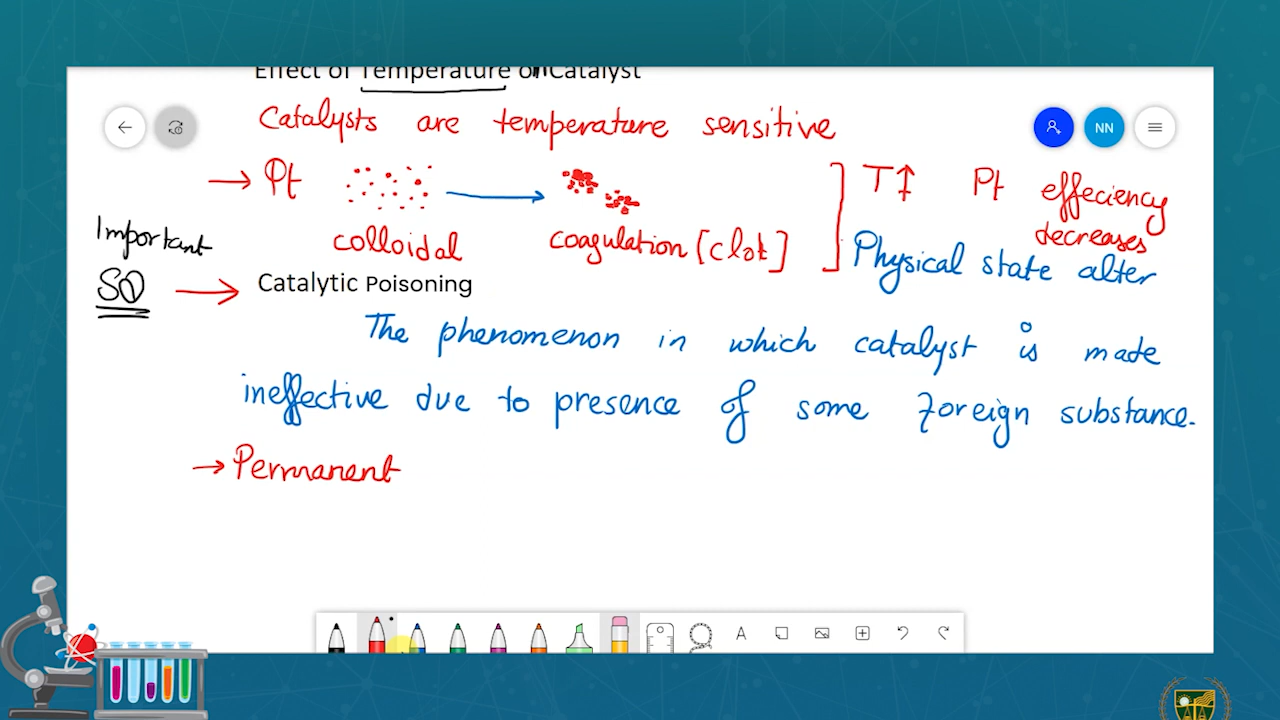 Effect of Temperature on Catalyst
Catalysts are temperature sensitive
→ Pt
colloidal
coagulation [clot]
T↑ Pt effeciency
decreases
Physical state alter
Important
SQ → Catalytic Poisoning
The phenomenon in which catalyst is made
ineffective due to presence of some foreign substance.
→ Permanent
NN
A